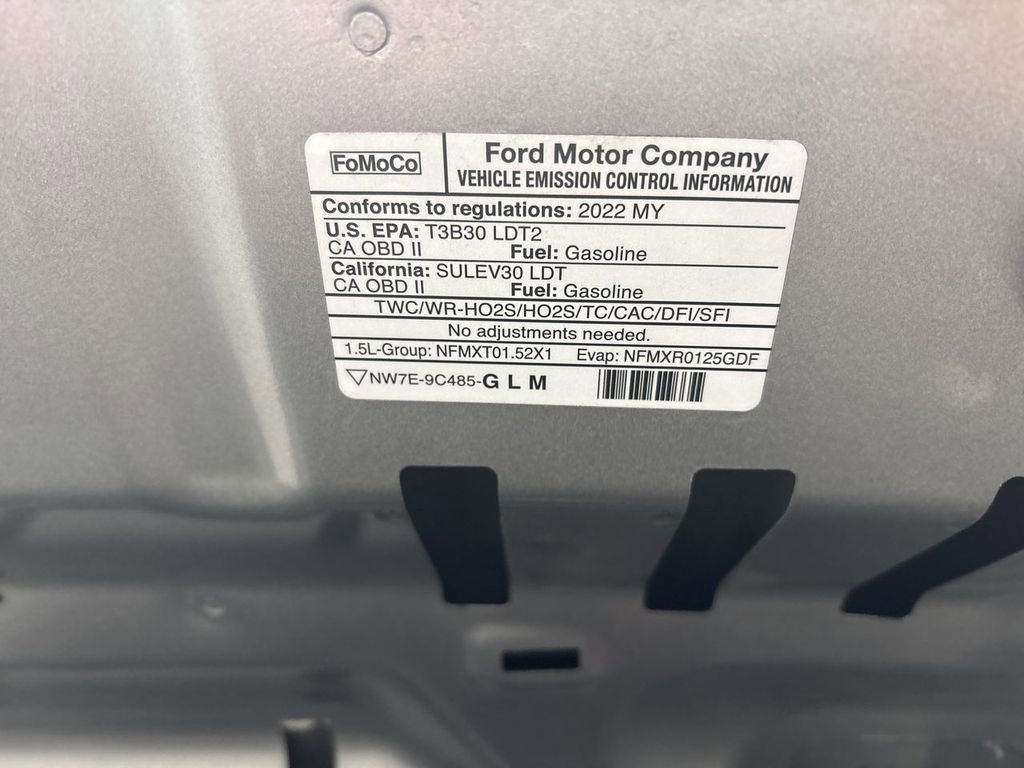 FoMoCo
Ford Motor Company
VEHICLE EMISSION CONTROL INFORMATION
Conforms to regulations: 2022 MY
U.S. EPA: T3B30 LDT2
CA OBD II Fuel: Gasoline
California: SULEV30 LDT
CA OBD II Fuel: Gasoline
TWC/WR-HO2S/HO2S/TC/CAC/DFI/SFI
No adjustments needed.
1.5L-Group: NFMXT01.52X1 Evap: NFMXR0125GDF
NW7E-9C485-G L M